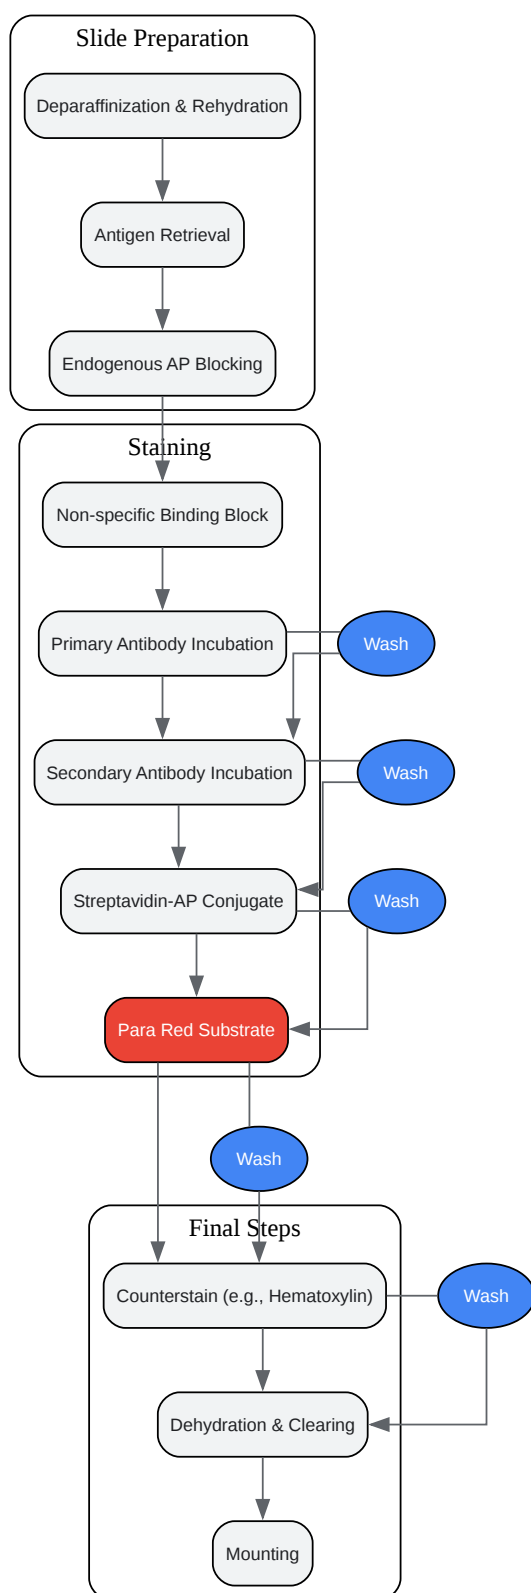 Slide Preparation
Deparaffinization & Rehydration
Antigen Retrieval
Endogenous AP Blocking
Staining
Non-specific Binding Block
Primary Antibody Incubation
Wash
Secondary Antibody Incubation
Wash
Streptavidin-AP Conjugate
Wash
Para Red Substrate
Wash
Final Steps
Counterstain (e.g., Hematoxylin)
Wash
Dehydration & Clearing
Mounting